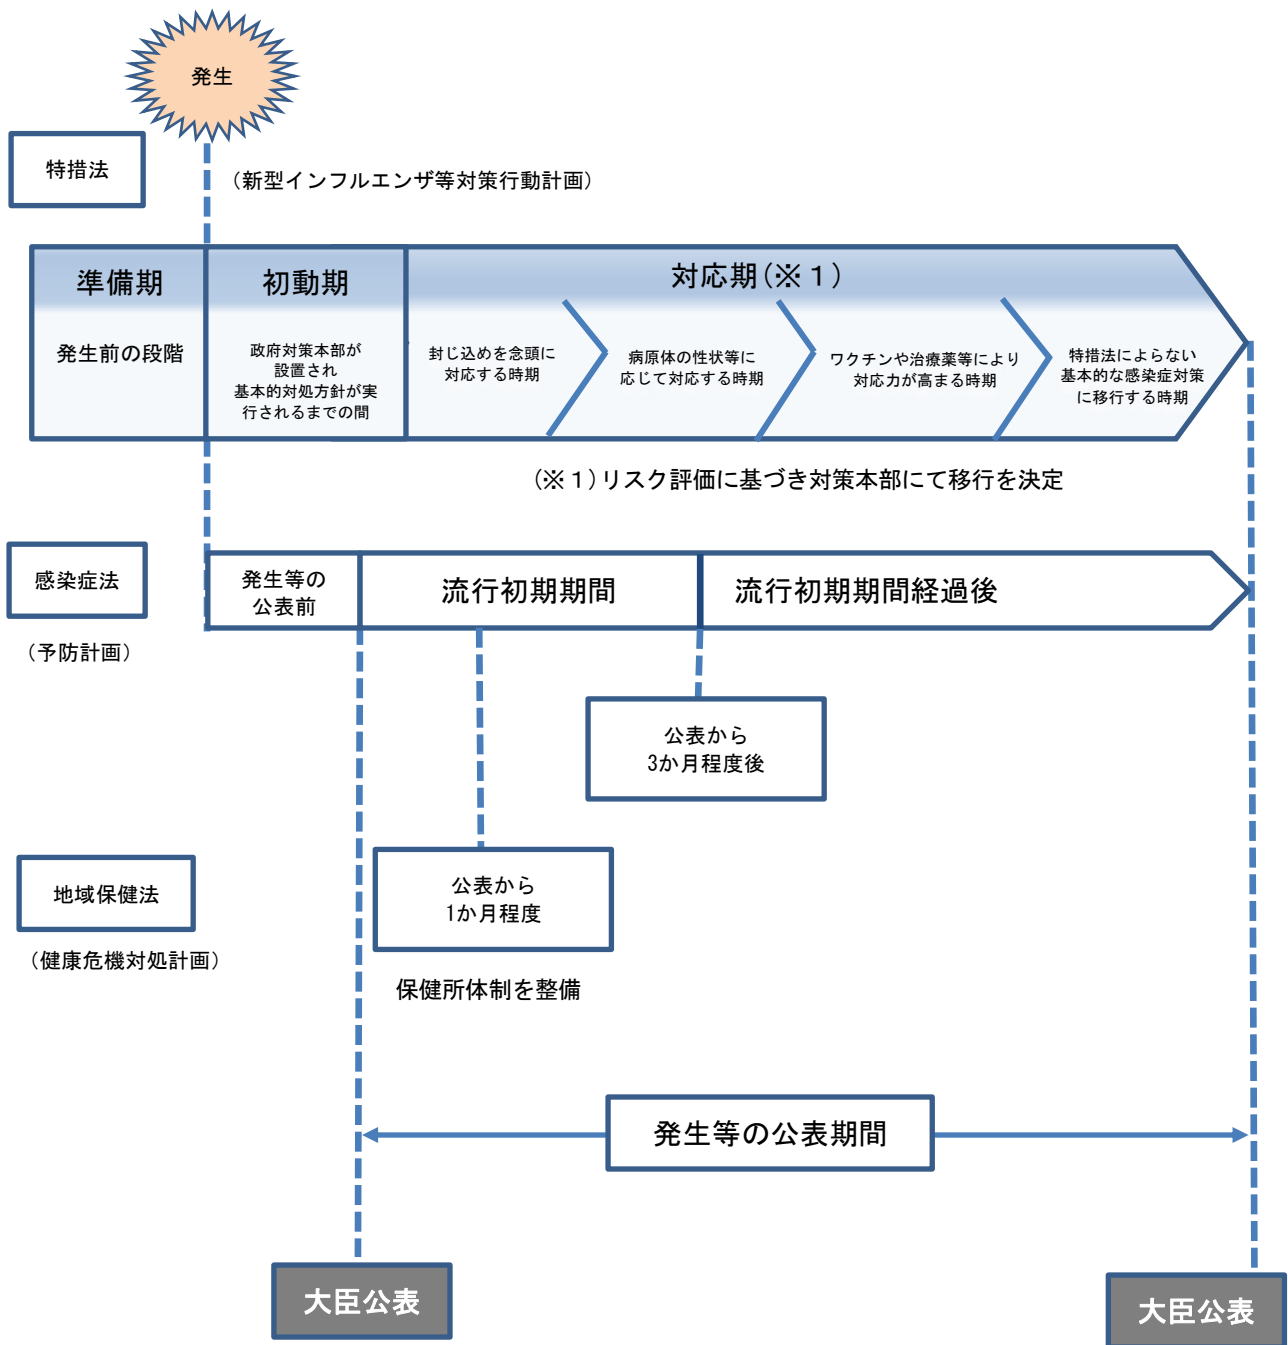 発生
特措法
（新型インフルエンザ等対策行動計画）
準備期
初動期
対応期(※１)
発生前の段階
政府対策本部が
設置され
基本的対処方針が実
行されるまでの間
封じ込めを念頭に
対応する時期
病原体の性状等に
応じて対応する時期
ワクチンや治療薬等により
対応力が高まる時期
特措法によらない
基本的な感染症対策
に移行する時期
(※１)リスク評価に基づき対策本部にて移行を決定
感染症法
（予防計画）
発生等の
公表前
流行初期期間
流行初期期間経過後
公表から
3か月程度後
地域保健法
（健康危機対処計画）
公表から
1か月程度
保健所体制を整備
発生等の公表期間
大臣公表
大臣公表